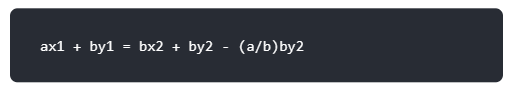 ax1 + by1 = bx2 + by2 - (a/b)by2